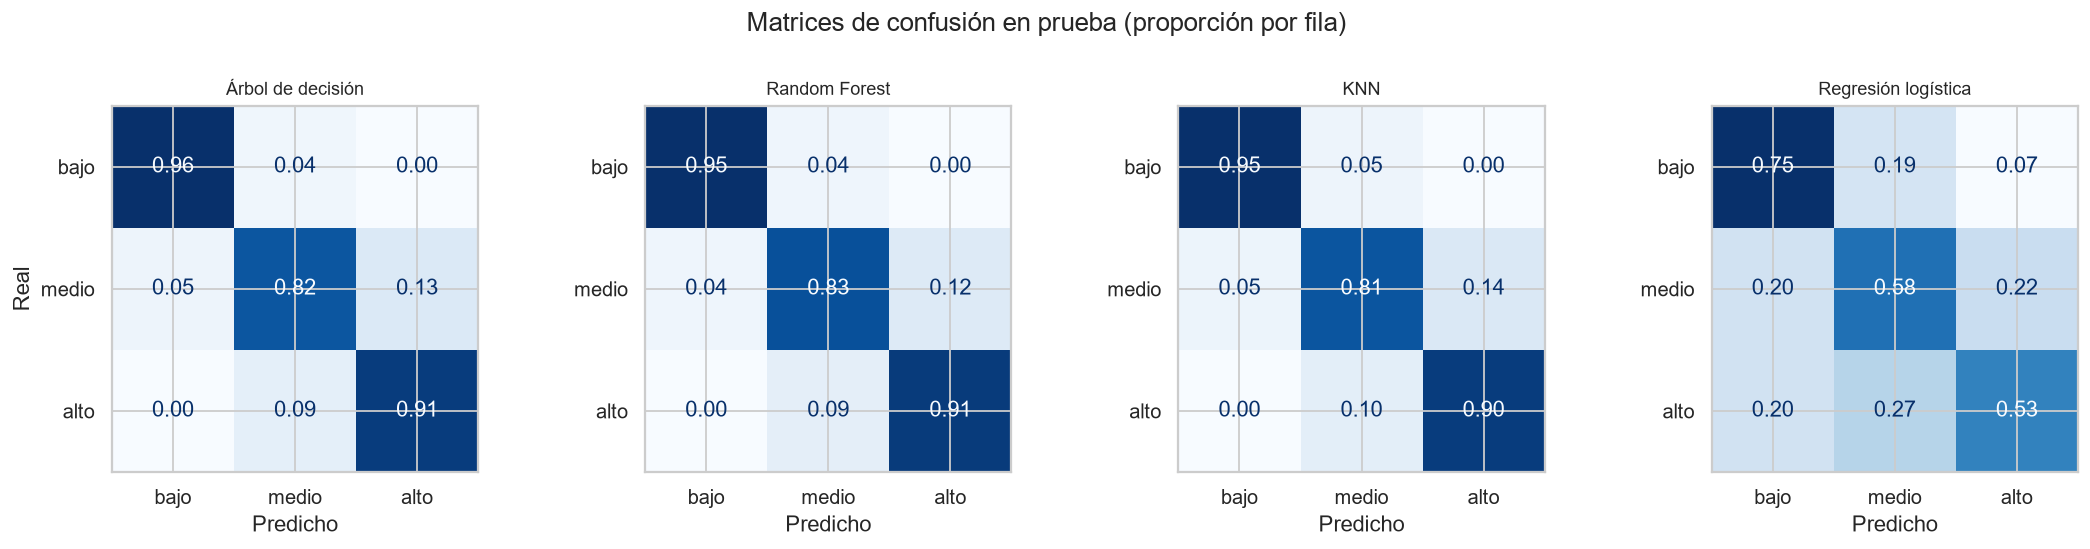 Matrices de confusión en prueba (proporción por fila)
Árbol de decisión
Real
bajo 0.96 0.04 0.00
medio 0.05 0.82 0.13
alto 0.00 0.09 0.91
bajo medio alto
Predicho
Random Forest
bajo 0.95 0.04 0.00
medio 0.04 0.83 0.12
alto 0.00 0.09 0.91
bajo medio alto
Predicho
KNN
bajo 0.95 0.05 0.00
medio 0.05 0.81 0.14
alto 0.00 0.10 0.90
bajo medio alto
Predicho
Regresión logística
bajo 0.75 0.19 0.07
medio 0.20 0.58 0.22
alto 0.20 0.27 0.53
bajo medio alto
Predicho